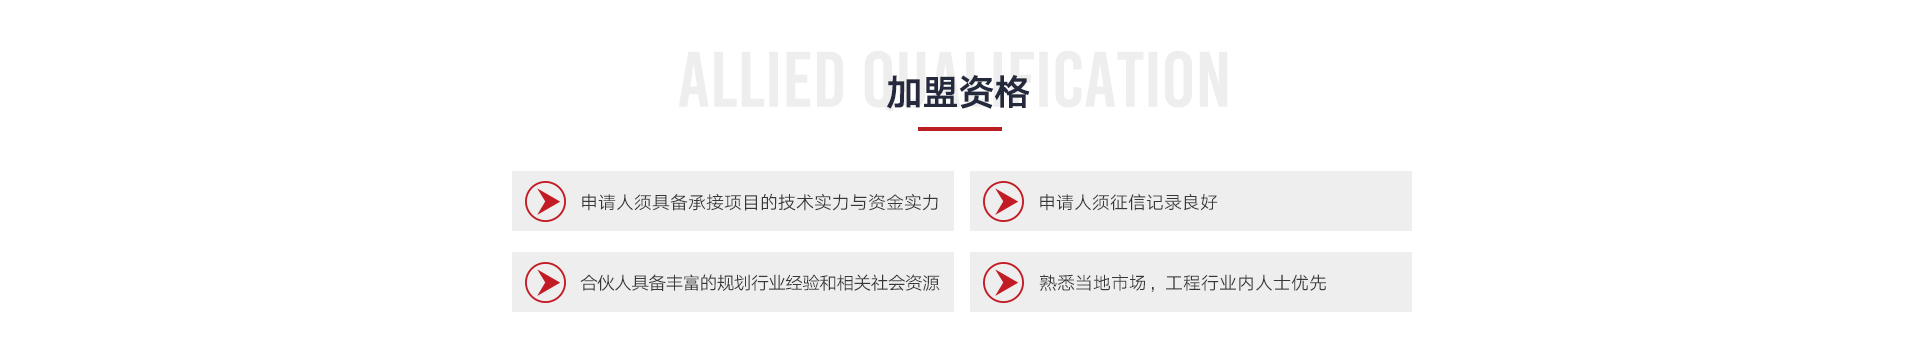 ALLIED QUALIFICATION
加盟资格
申请人须具备承接项目的技术实力与资金实力
申请人须征信记录良好
合伙人具备丰富的规划行业经验和相关社会资源
熟悉当地市场，工程行业内人士优先